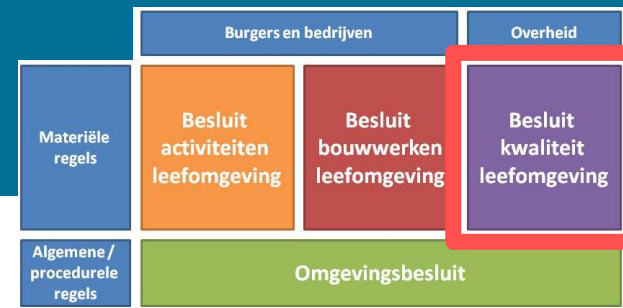 Burgers en bedrijven
Overheid
Materiële
regels
Besluit
activiteiten
leefomgeving
Besluit
bouwwerken
leefomgeving
Besluit
kwaliteit
leefomgeving
Algemene /
procedurele
regels
Omgevingsbesluit